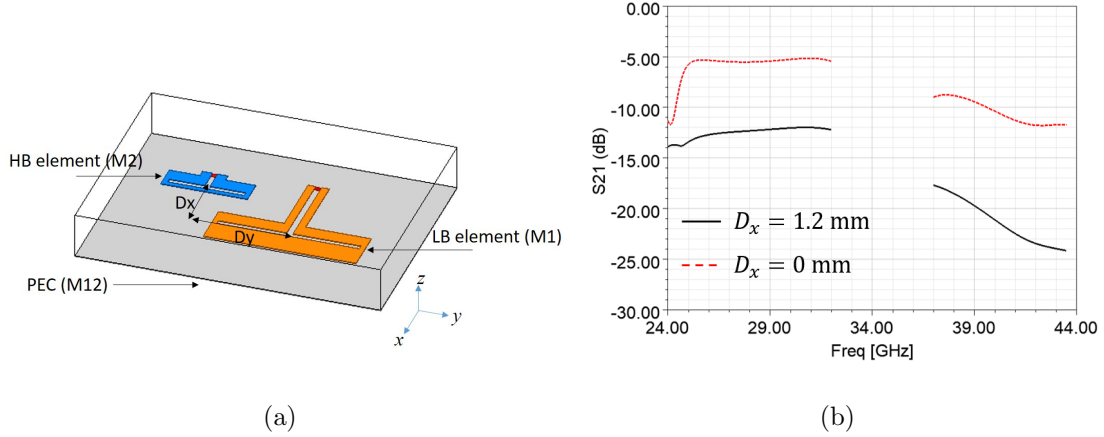 (a)
HB element (M2)
Dx
Dy
LB element (M1)
PEC (M12)
z
y
x
(b)
0.00
-5.00
-10.00
-15.00
-20.00
-25.00
-30.00
S21 (dB)
D_x = 1.2 mm
D_x = 0 mm
24.00 29.00 34.00 39.00 44.00
Freq [GHz]
(a) (b)